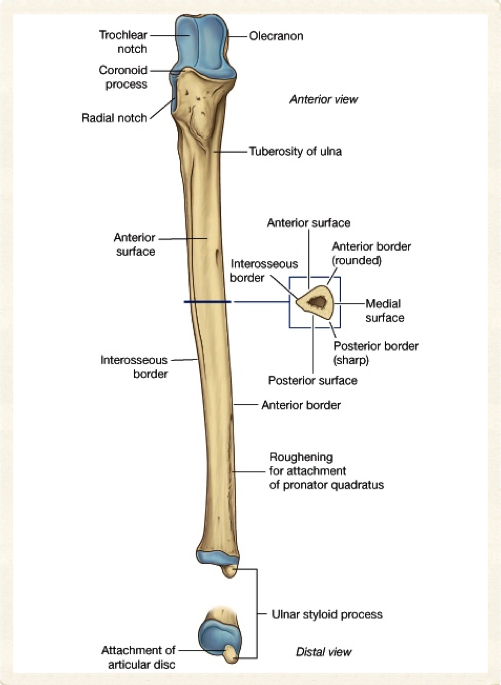 Trochlear
notch
Olecranon
Coronoid
process
Anterior view
Radial notch
Tuberosity of ulna
Anterior
surface
Anterior surface
Anterior border
(rounded)
Interosseous
border
Medial
surface
Posterior border
(sharp)
Interosseous
border
Posterior surface
Anterior border
Roughening
for attachment
of pronator quadratus
Ulnar styloid process
Attachment of
articular disc
Distal view